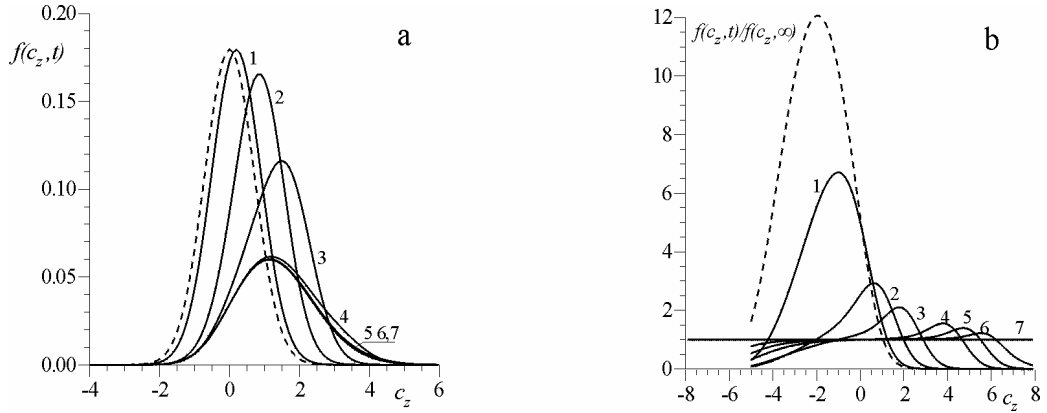 0.20
f(c_z,t)
a
1
0.15
2
0.10
3
0.05
4
5 6,7
0.00
-4 -2 0 2 4 6
c_z
12
f(c_z,t)/f(c_z,∞)
b
10
8
1
6
4
2
2 3 4 5 6 7
0
-8 -6 -4 -2 0 2 4 6 8
c_z